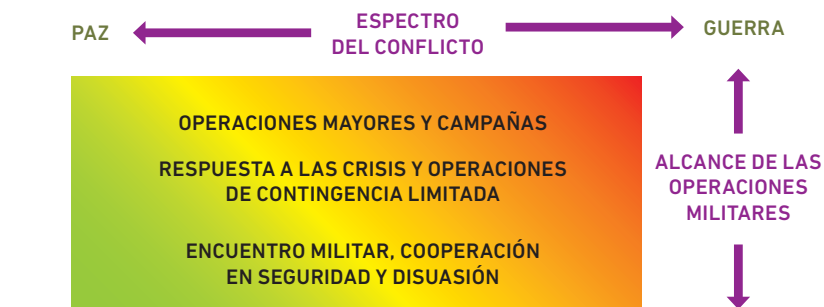 PAZ
ESPECTRO
DEL CONFLICTO
GUERRA
OPERACIONES MAYORES Y CAMPAÑAS
RESPUESTA A LAS CRISIS Y OPERACIONES
DE CONTINGENCIA LIMITADA
ENCUENTRO MILITAR, COOPERACIÓN
EN SEGURIDAD Y DISUASIÓN
ALCANCE DE LAS
OPERACIONES
MILITARES